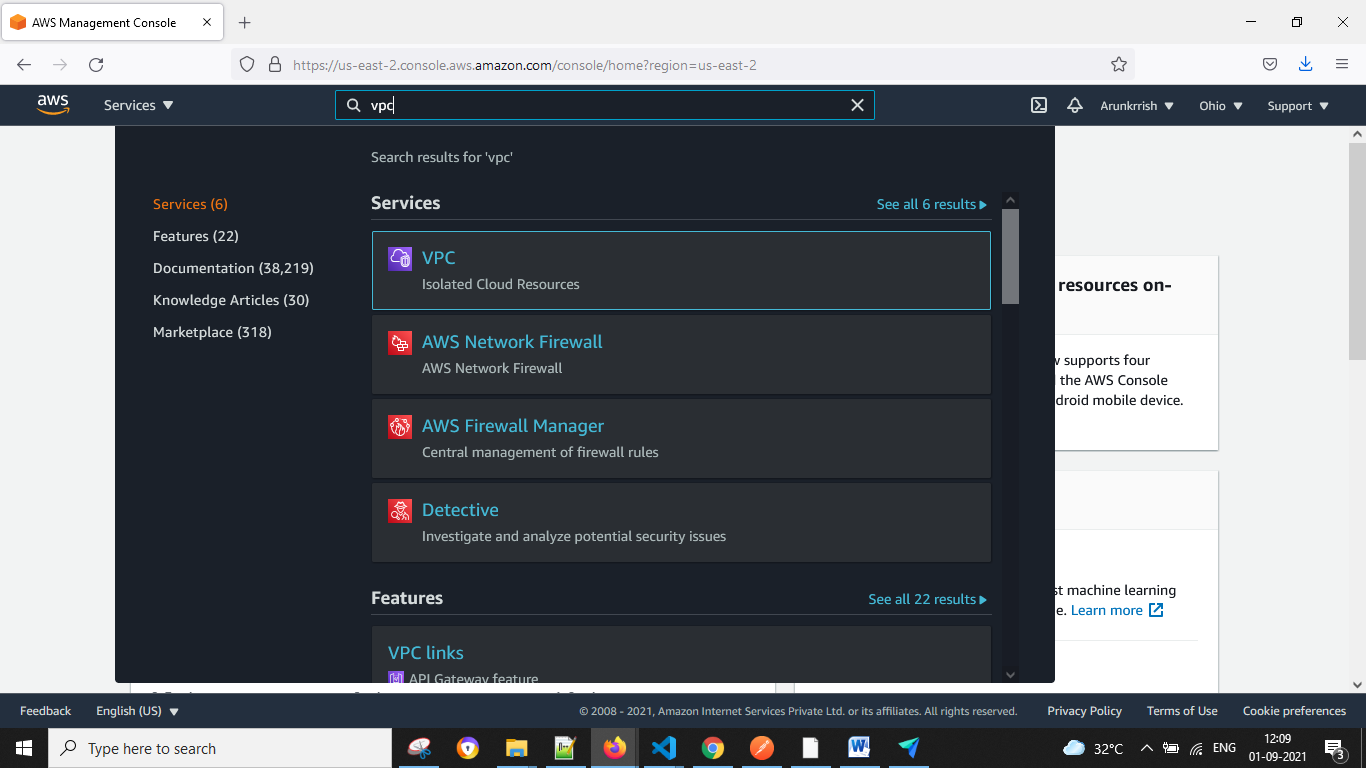 AWS Management Console
https://us-east-2.console.aws.amazon.com/console/home?region=us-east-2
aws
Services
vpc
Arunkrrish
Ohio
Support
Search results for 'vpc'
Services (6)
Features (22)
Documentation (38,219)
Knowledge Articles (30)
Marketplace (318)
Services
See all 6 results
VPC
Isolated Cloud Resources
AWS Network Firewall
AWS Network Firewall
AWS Firewall Manager
Central management of firewall rules
Detective
Investigate and analyze potential security issues
Features
See all 22 results
VPC links
API Gateway feature
resources on-
supports four
the AWS Console
mobile device.
machine learning
Learn more
Feedback
English (US)
© 2008 - 2021, Amazon Internet Services Private Ltd. or its affiliates. All rights reserved.
Privacy Policy
Terms of Use
Cookie preferences
Type here to search
32°C
ENG
12:09
01-09-2021
3